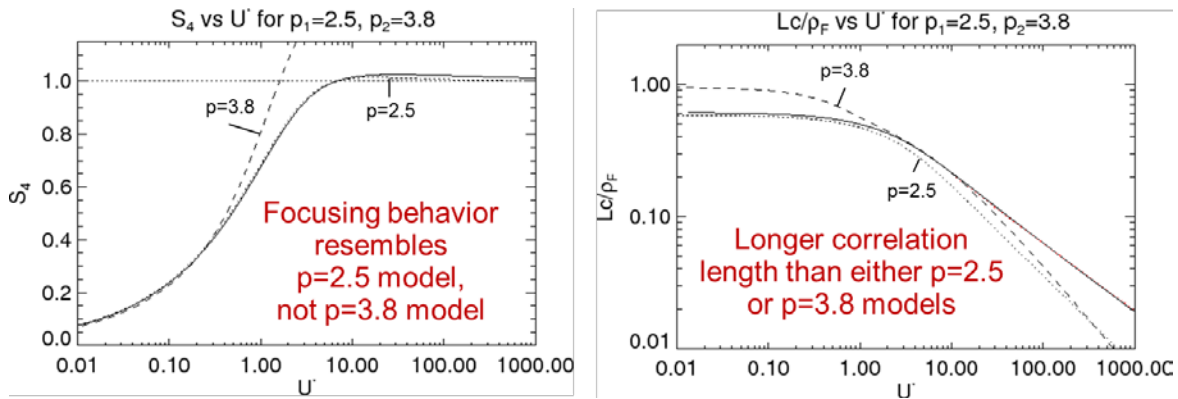 S4 vs U* for p1=2.5, p2=3.8
S4
1.0
0.8
0.6
0.4
0.2
0.0
p=3.8
p=2.5
Focusing behavior
resembles
p=2.5 model,
not p=3.8 model
0.01
0.10
1.00
10.00
100.00
1000.00
U*
Lc/ρF vs U* for p1=2.5, p2=3.8
Lc/ρF
1.00
0.10
0.01
p=3.8
p=2.5
Longer correlation
length than either p=2.5
or p=3.8 models
0.01
0.10
1.00
10.00
100.00
1000.00
U*